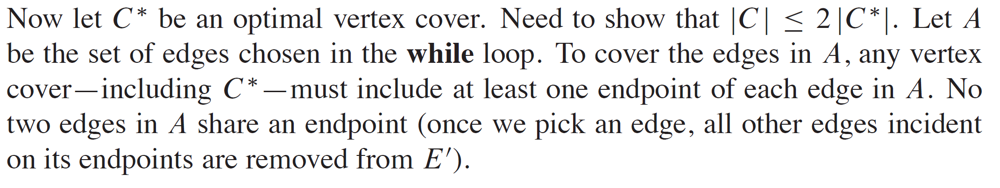 Now let C* be an optimal vertex cover. Need to show that |C| ≤ 2|C*|. Let A
be the set of edges chosen in the while loop. To cover the edges in A, any vertex
cover—including C*—must include at least one endpoint of each edge in A. No
two edges in A share an endpoint (once we pick an edge, all other edges incident
on its endpoints are removed from E′).